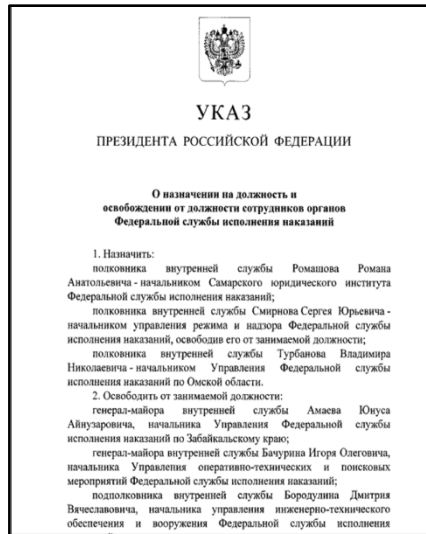 УКАЗ
ПРЕЗИДЕНТА РОССИЙСКОЙ ФЕДЕРАЦИИ
О назначении на должность и
освобождении от должности сотрудников органов
Федеральной службы исполнения наказаний
1. Назначить:
полковника внутренней службы Ромашова Романа
Анатольевича - начальником Самарского юридического института
Федеральной службы исполнения наказаний;
полковника внутренней службы Смирнова Сергея Юрьевича -
начальником управления режима и надзора Федеральной службы
исполнения наказаний, освободив его от занимаемой должности;
полковника внутренней службы Турбанова Владимира
Николаевича - начальником Управления Федеральной службы
исполнения наказаний по Омской области.
2. Освободить от занимаемой должности:
генерал-майора внутренней службы Амаева Юнуса
Айнузаровича, начальника Управления Федеральной службы
исполнения наказаний по Забайкальскому краю;
генерал-майора внутренней службы Бачурина Игоря Олеговича,
начальника Управления оперативно-технических и поисковых
мероприятий Федеральной службы исполнения наказаний;
подполковника внутренней службы Бородулина Дмитрия
Вячеславовича, начальника управления инженерно-технического
обеспечения и вооружения Федеральной службы исполнения